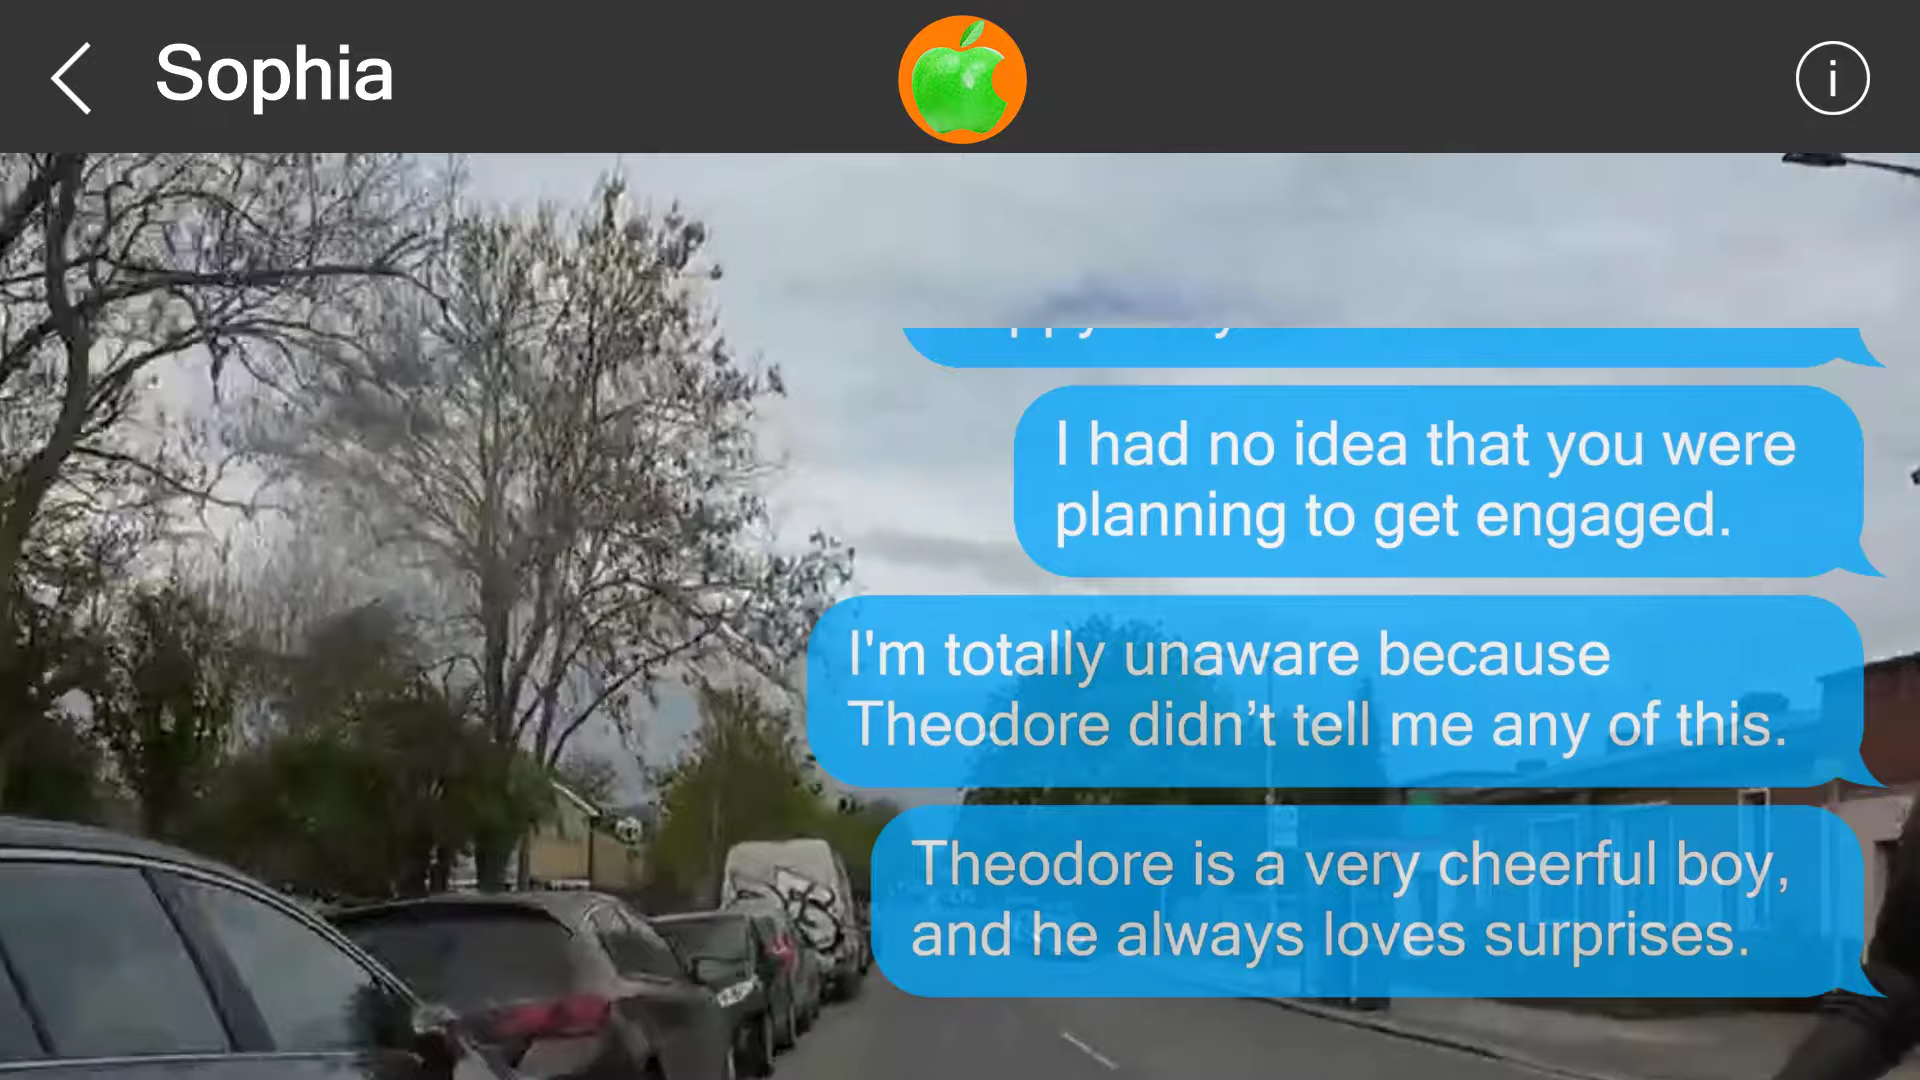 Sophia
I had no idea that you were
planning to get engaged.
I'm totally unaware because
Theodore didn’t tell me any of this.
Theodore is a very cheerful boy,
and he always loves surprises.